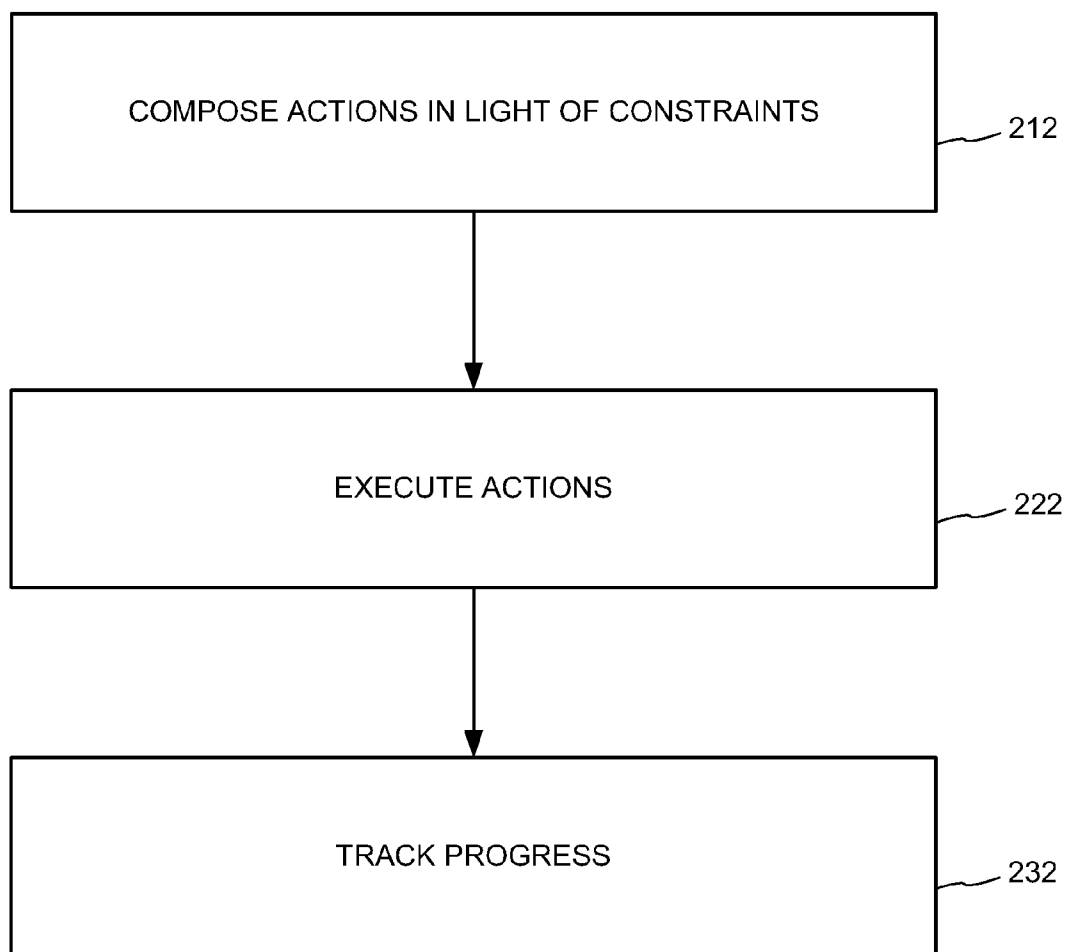 COMPOSE ACTIONS IN LIGHT OF CONSTRAINTS
212
EXECUTE ACTIONS
222
TRACK PROGRESS
232